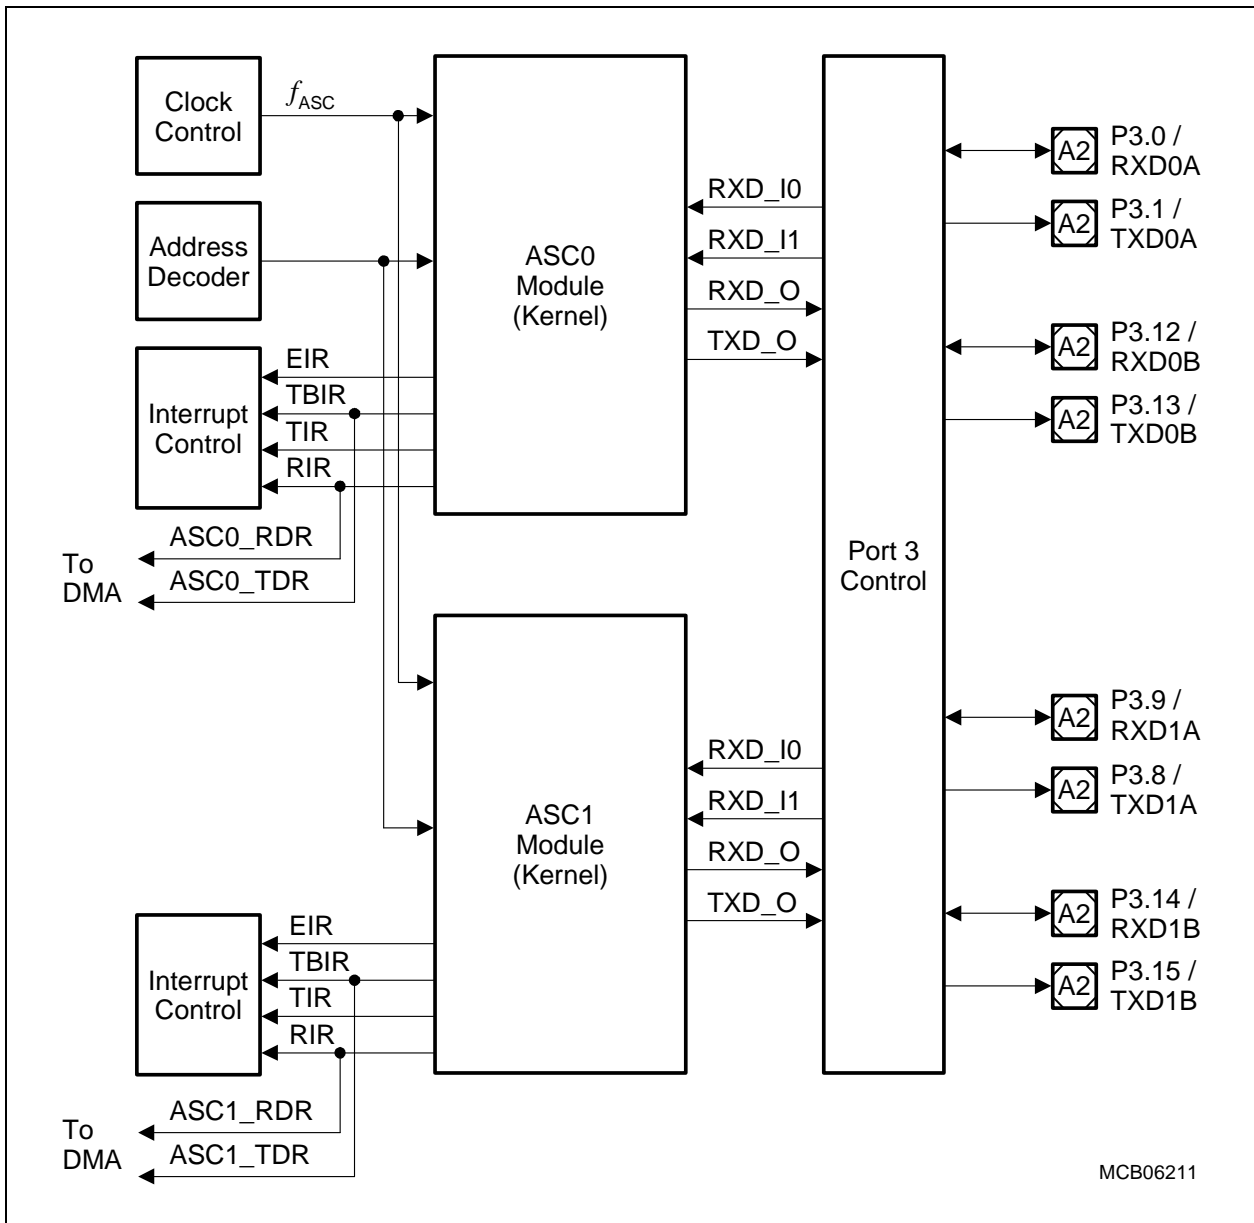 Clock
Control
fASC
Address
Decoder
ASC0
Module
(Kernel)
RXD_I0
RXD_I1
RXD_O
TXD_O
Interrupt
Control
EIR
TBIR
TIR
RIR
To
DMA
ASC0_RDR
ASC0_TDR
Port 3
Control
A2
P3.0 /
RXD0A
A2
P3.1 /
TXD0A
A2
P3.12 /
RXD0B
A2
P3.13 /
TXD0B
ASC1
Module
(Kernel)
RXD_I0
RXD_I1
RXD_O
TXD_O
A2
P3.9 /
RXD1A
A2
P3.8 /
TXD1A
A2
P3.14 /
RXD1B
A2
P3.15 /
TXD1B
Interrupt
Control
EIR
TBIR
TIR
RIR
To
DMA
ASC1_RDR
ASC1_TDR
MCB06211